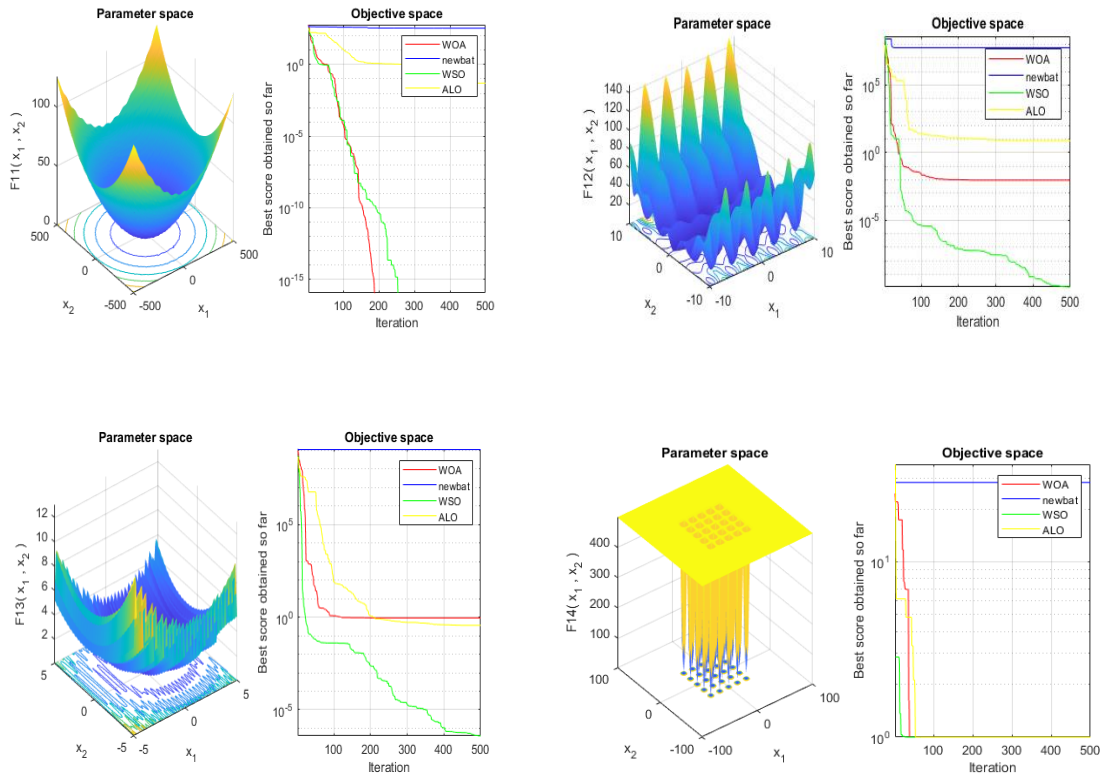 Parameter space
F11( x1 , x2 )
100
50
0
500
0
-500
x2
-500
0
500
x1
Objective space
Best score obtained so far
10^0
10^-5
10^-10
10^-15
WOA
newbat
WSO
ALO
100 200 300 400 500
Iteration
Parameter space
F12( x1 , x2 )
140
120
100
80
60
40
20
10
0
-10
x2
-10
0
10
x1
Objective space
Best score obtained so far
10^5
10^0
10^-5
WOA
newbat
WSO
ALO
100 200 300 400 500
Iteration
Parameter space
F13( x1 , x2 )
12
10
8
6
4
2
5
0
-5
x2
-5
0
5
x1
Objective space
Best score obtained so far
10^5
10^0
10^-5
WOA
newbat
WSO
ALO
100 200 300 400 500
Iteration
Parameter space
F14( x1 , x2 )
400
300
200
100
100
0
-100
x2
-100
0
100
x1
Objective space
Best score obtained so far
10^1
10^0
WOA
newbat
WSO
ALO
100 200 300 400 500
Iteration